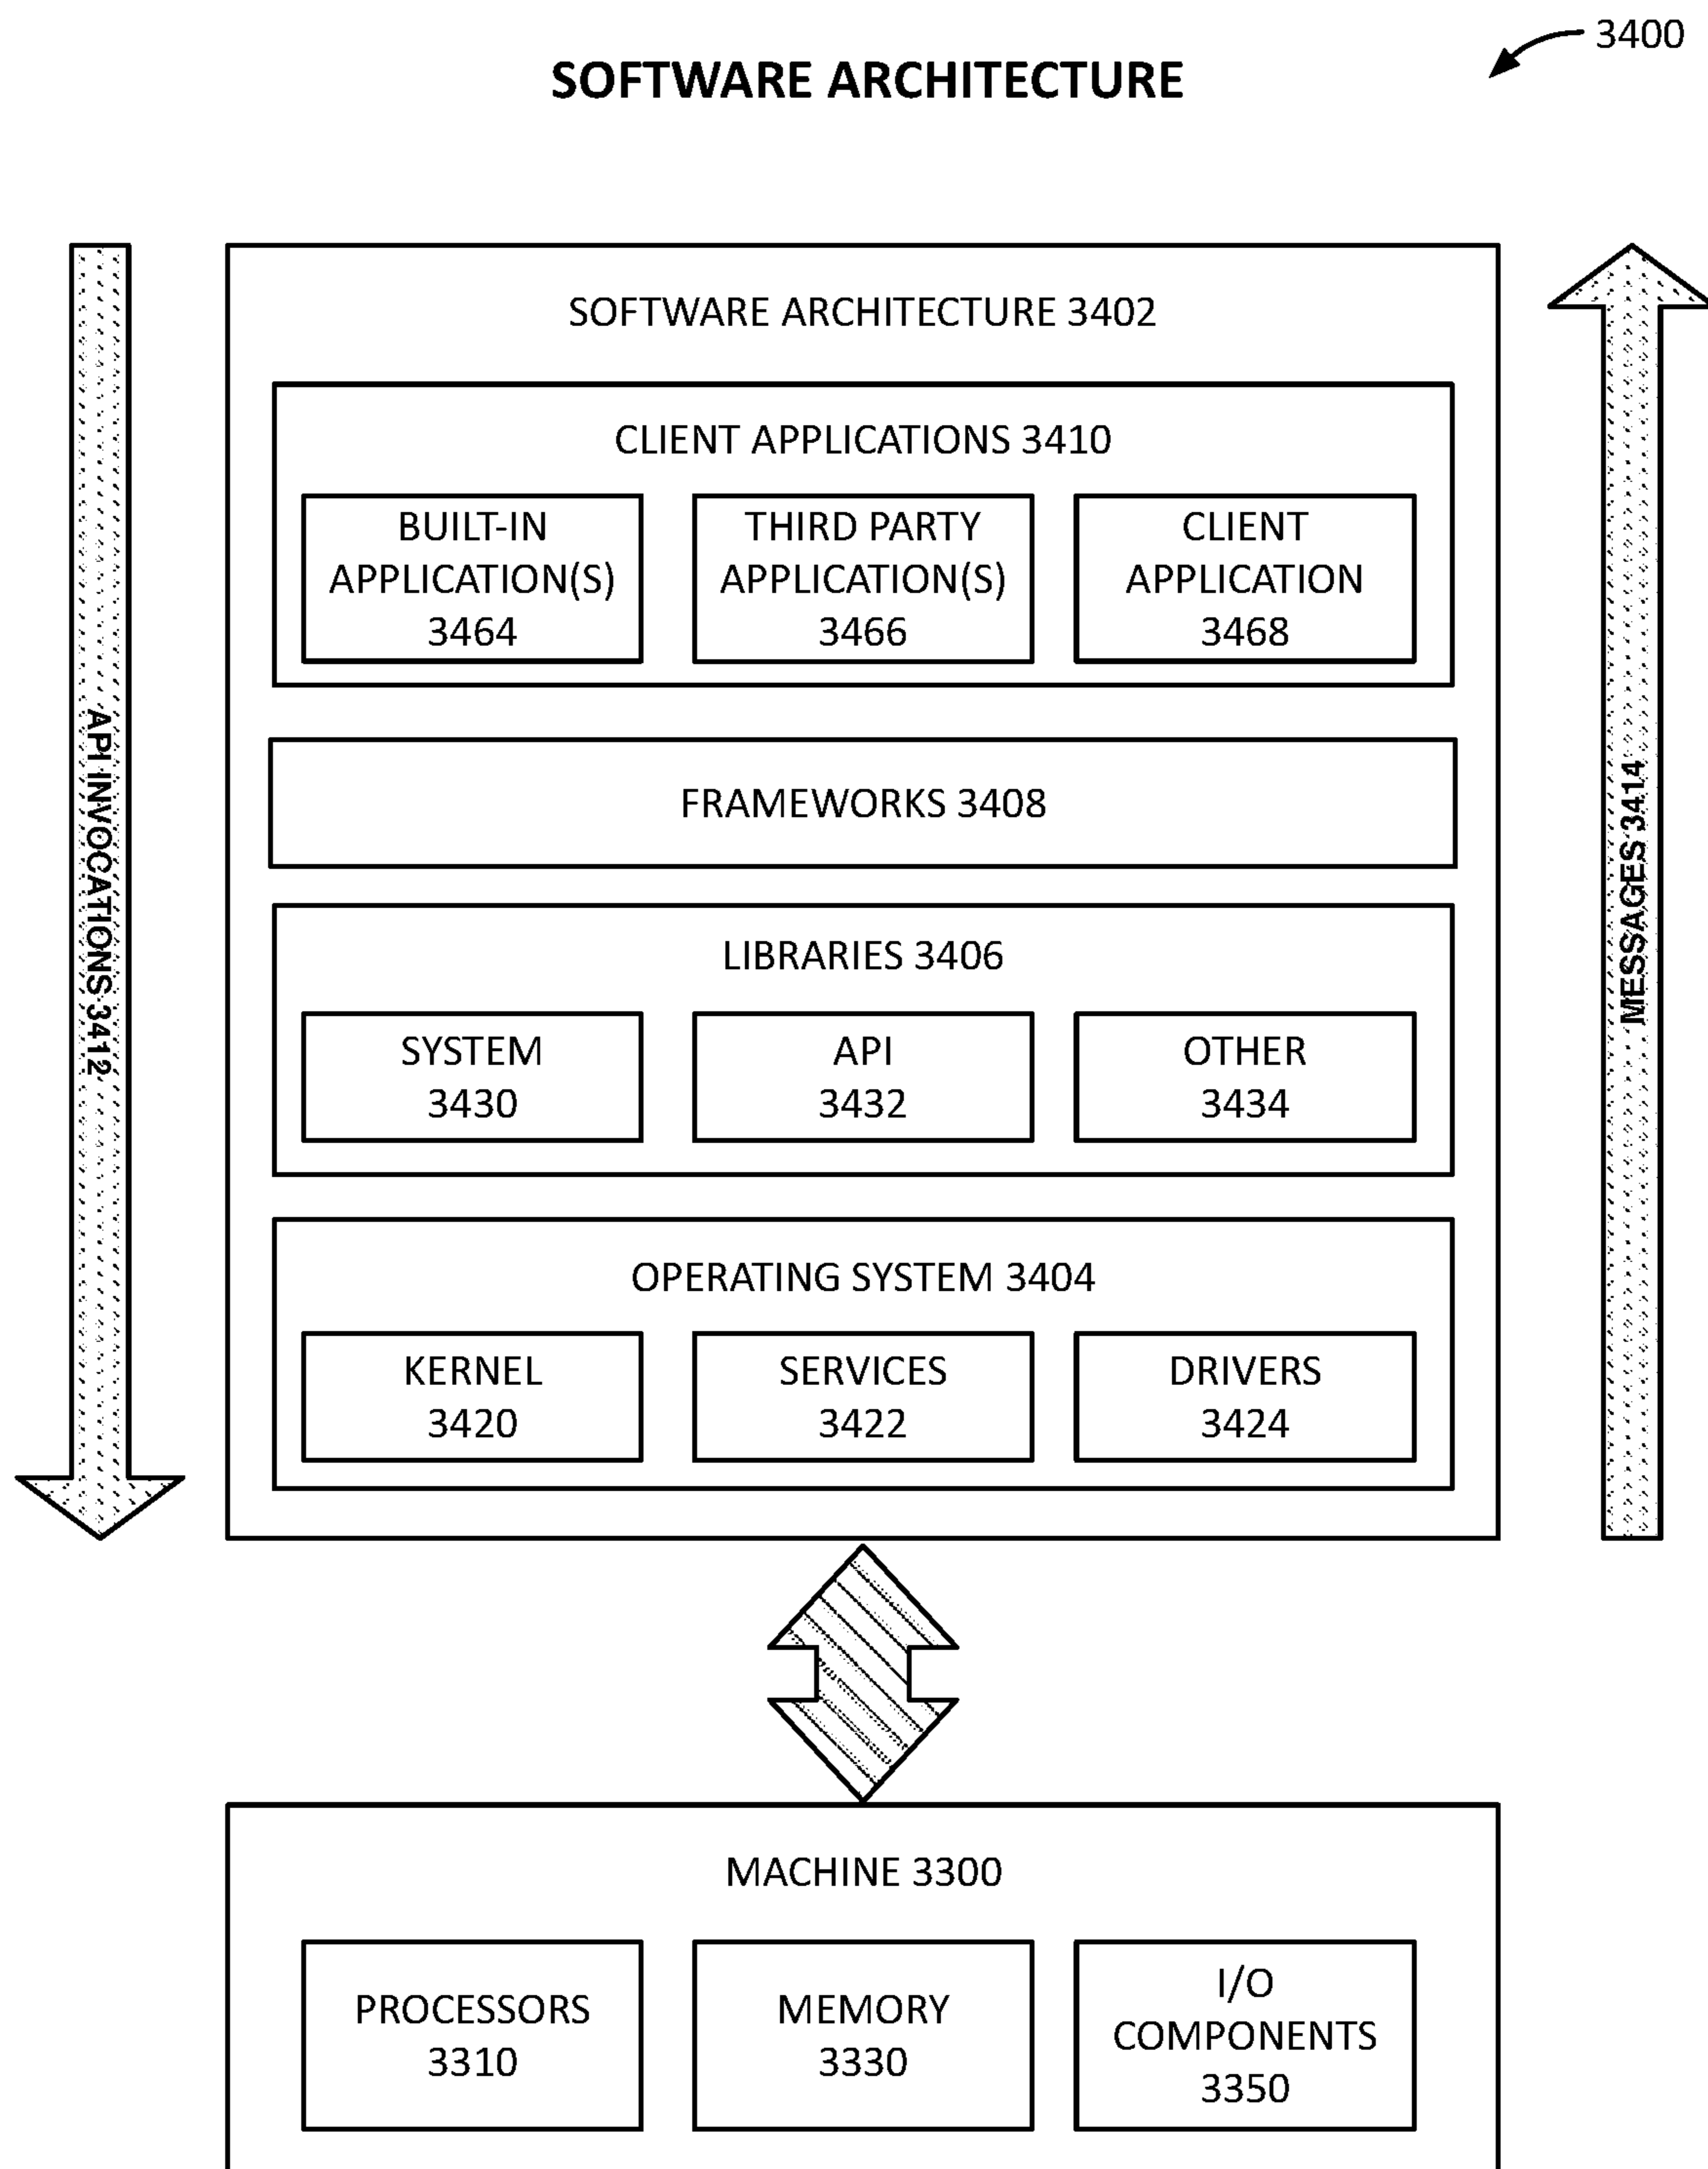 3400
SOFTWARE ARCHITECTURE
SOFTWARE ARCHITECTURE 3402
CLIENT APPLICATIONS 3410
BUILT-IN
APPLICATION(S)
3464
THIRD PARTY
APPLICATION(S)
3466
CLIENT
APPLICATION
3468
FRAMEWORKS 3408
LIBRARIES 3406
SYSTEM
3430
API
3432
OTHER
3434
OPERATING SYSTEM 3404
KERNEL
3420
SERVICES
3422
DRIVERS
3424
API INVOCATIONS 3412
MESSAGES 3414
MACHINE 3300
PROCESSORS
3310
MEMORY
3330
I/O
COMPONENTS
3350